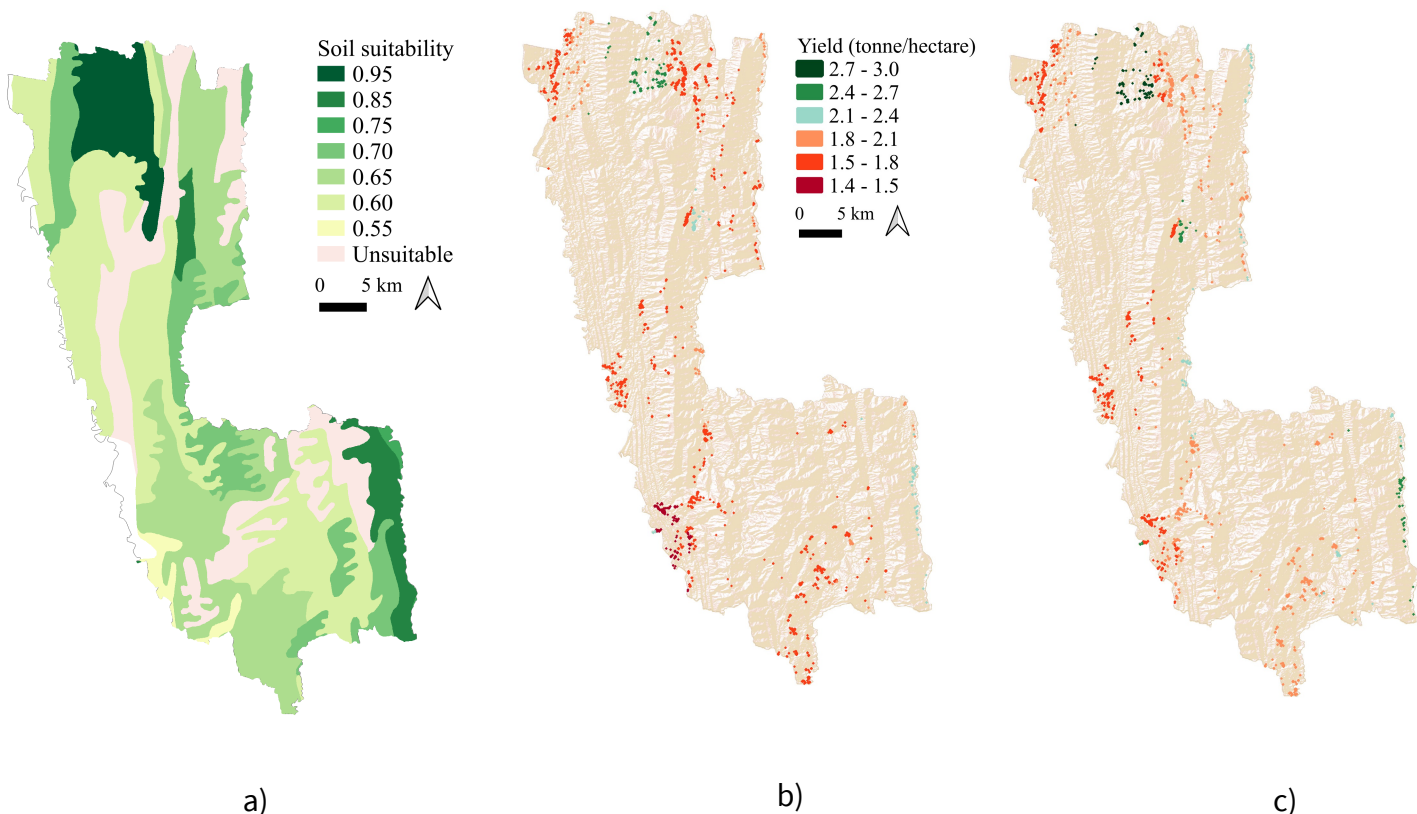 Soil suitability
0.95
0.85
0.75
0.70
0.65
0.60
0.55
Unsuitable
0 5 km
a)
Yield (tonne/hectare)
2.7 - 3.0
2.4 - 2.7
2.1 - 2.4
1.8 - 2.1
1.5 - 1.8
1.4 - 1.5
0 5 km
b)
c)